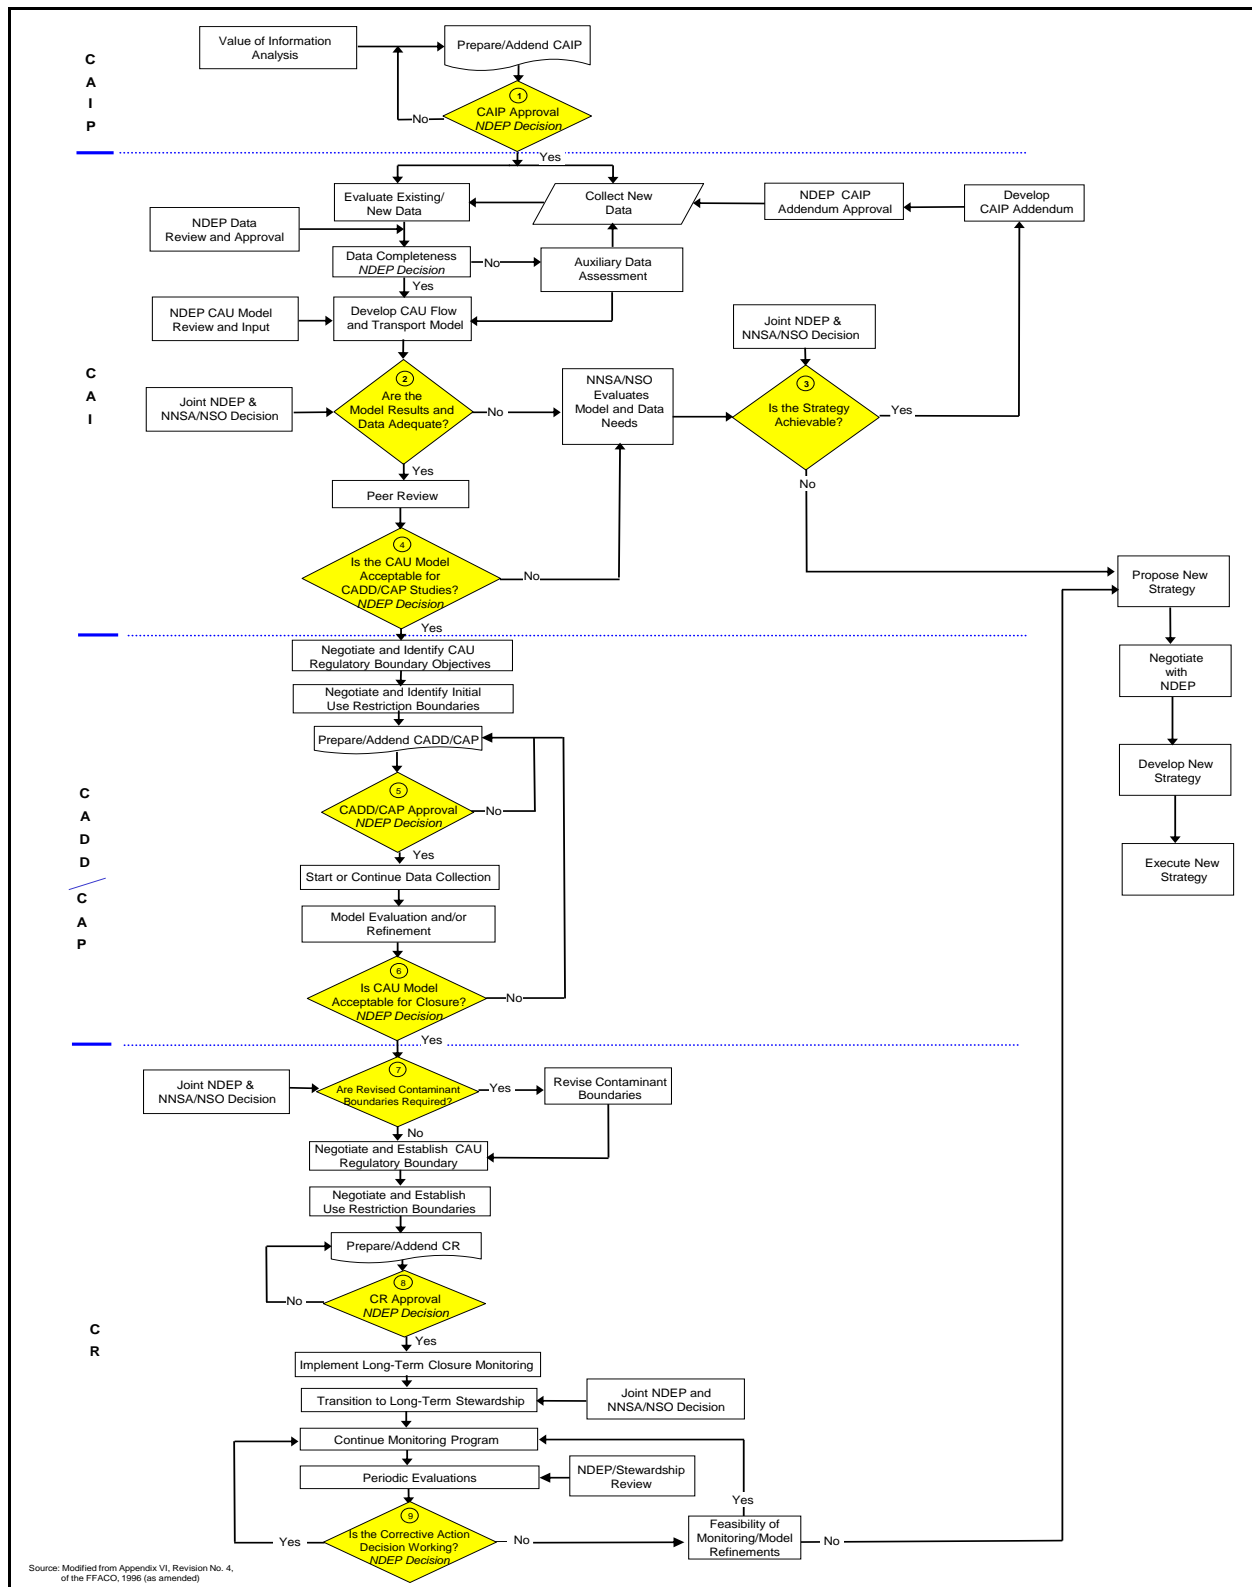 C
A
I
P
Value of Information
Analysis
Prepare/Addend CAIP
1
CAIP Approval
NDEP Decision
No
Yes
C
A
I
Evaluate Existing/
New Data
Collect New
Data
NDEP CAIP
Addendum Approval
Develop
CAIP Addendum
NDEP Data
Review and Approval
Data Completeness
NDEP Decision
No
Auxiliary Data
Assessment
Yes
NDEP CAU Model
Review and Input
Develop CAU Flow
and Transport Model
Joint NDEP &
NNSA/NSO Decision
2
Are the
Model Results and
Data Adequate?
Joint NDEP &
NNSA/NSO Decision
No
NNSA/NSO
Evaluates
Model and Data
Needs
3
Is the Strategy
Achievable?
Yes
No
Yes
Peer Review
4
Is the CAU Model
Acceptable for
CADD/CAP Studies?
NDEP Decision
No
Yes
Propose New
Strategy
Negotiate
with
NDEP
Develop New
Strategy
Execute New
Strategy
C
A
D
D
/
C
A
P
Negotiate and Identify CAU
Regulatory Boundary Objectives
Negotiate and Identify Initial
Use Restriction Boundaries
Prepare/Addend CADD/CAP
5
CADD/CAP Approval
NDEP Decision
No
Yes
Start or Continue Data Collection
Model Evaluation and/or
Refinement
6
Is CAU Model
Acceptable for Closure?
NDEP Decision
No
Yes
C
R
Joint NDEP &
NNSA/NSO Decision
7
Are Revised Contaminant
Boundaries Required?
Yes
Revise Contaminant
Boundaries
No
Negotiate and Establish CAU
Regulatory Boundary
Negotiate and Establish
Use Restriction Boundaries
Prepare/Addend CR
8
CR Approval
NDEP Decision
No
Yes
Implement Long-Term Closure Monitoring
Transition to Long-Term Stewardship
Joint NDEP and
NNSA/NSO Decision
Continue Monitoring Program
Periodic Evaluations
NDEP/Stewardship
Review
9
Is the Corrective Action
Decision Working?
NDEP Decision
Yes
No
Feasibility of
Monitoring/Model
Refinements
Yes
No
Source: Modified from Appendix VI, Revision No. 4,
of the FFACO, 1996 (as amended)